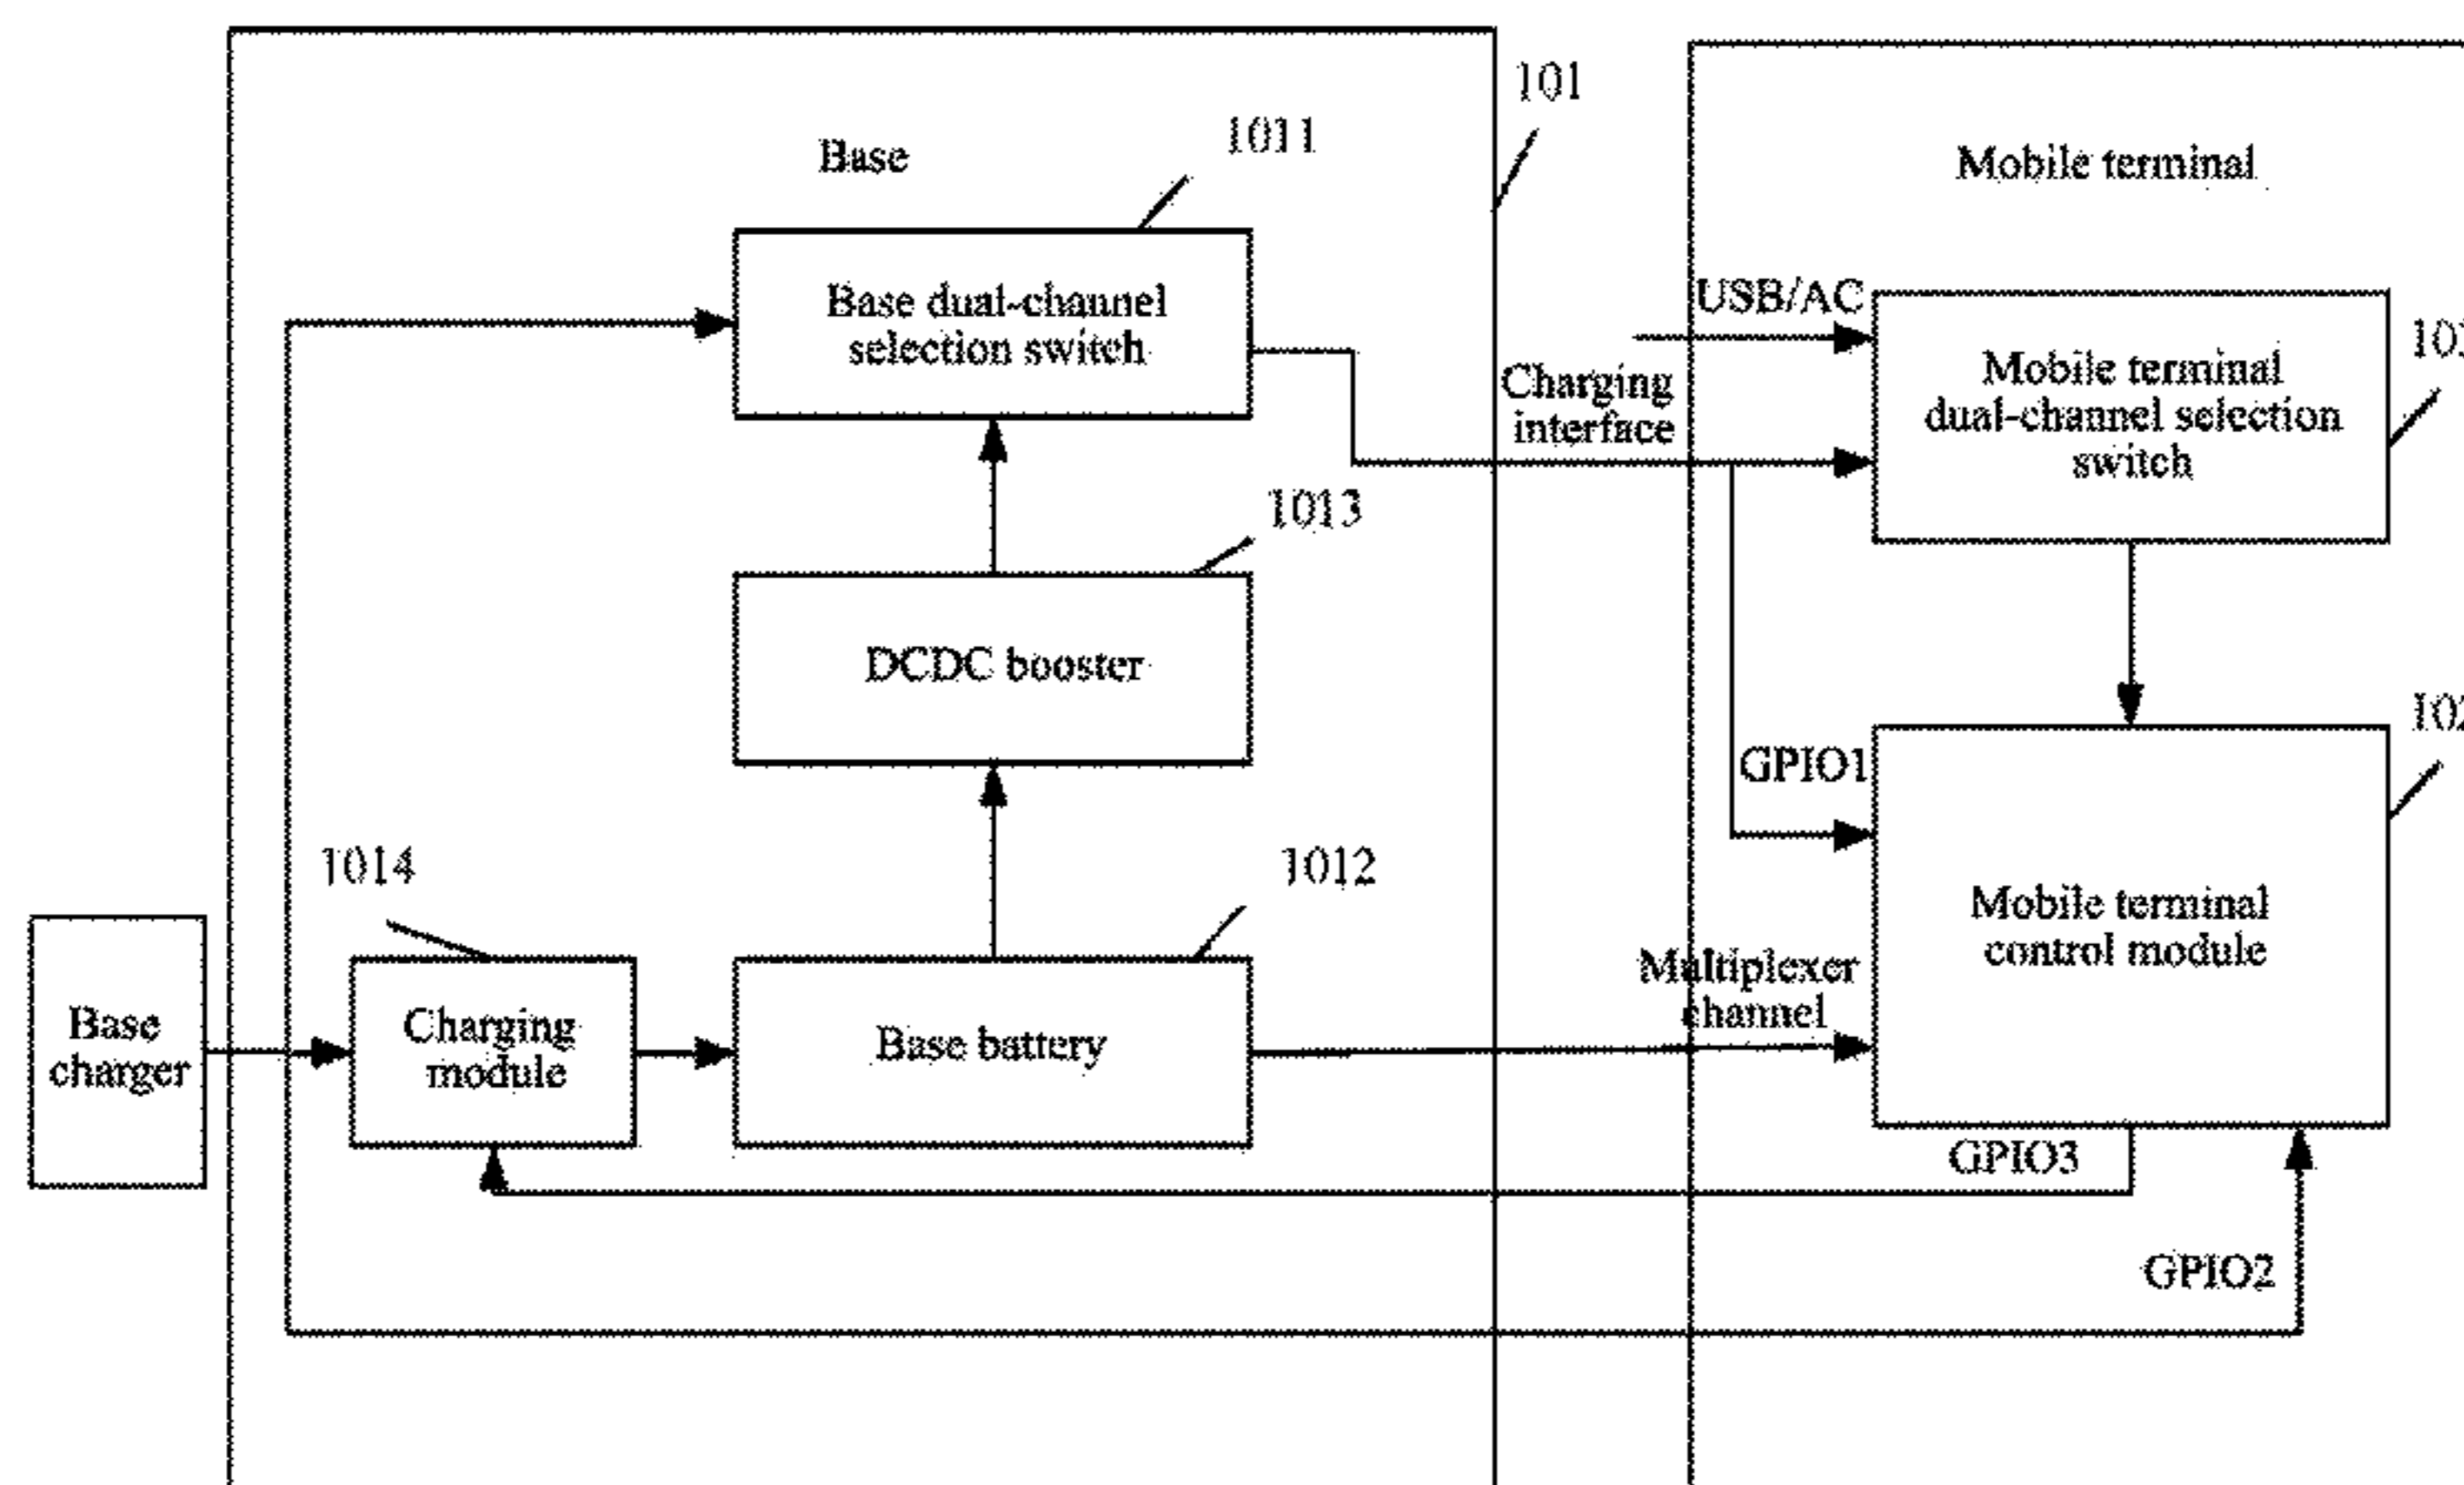 101
1011
Base
Mobile terminal
Base dual-channel
selection switch
USB/AC
Charging
interface
Mobile terminal
dual-channel selection
switch
1013
DCDC booster
GPIO1
1014
1012
Mobile terminal
control module
Base
charger
Charging
module
Base battery
Multiplexer
channel
GPIO3
GPIO2